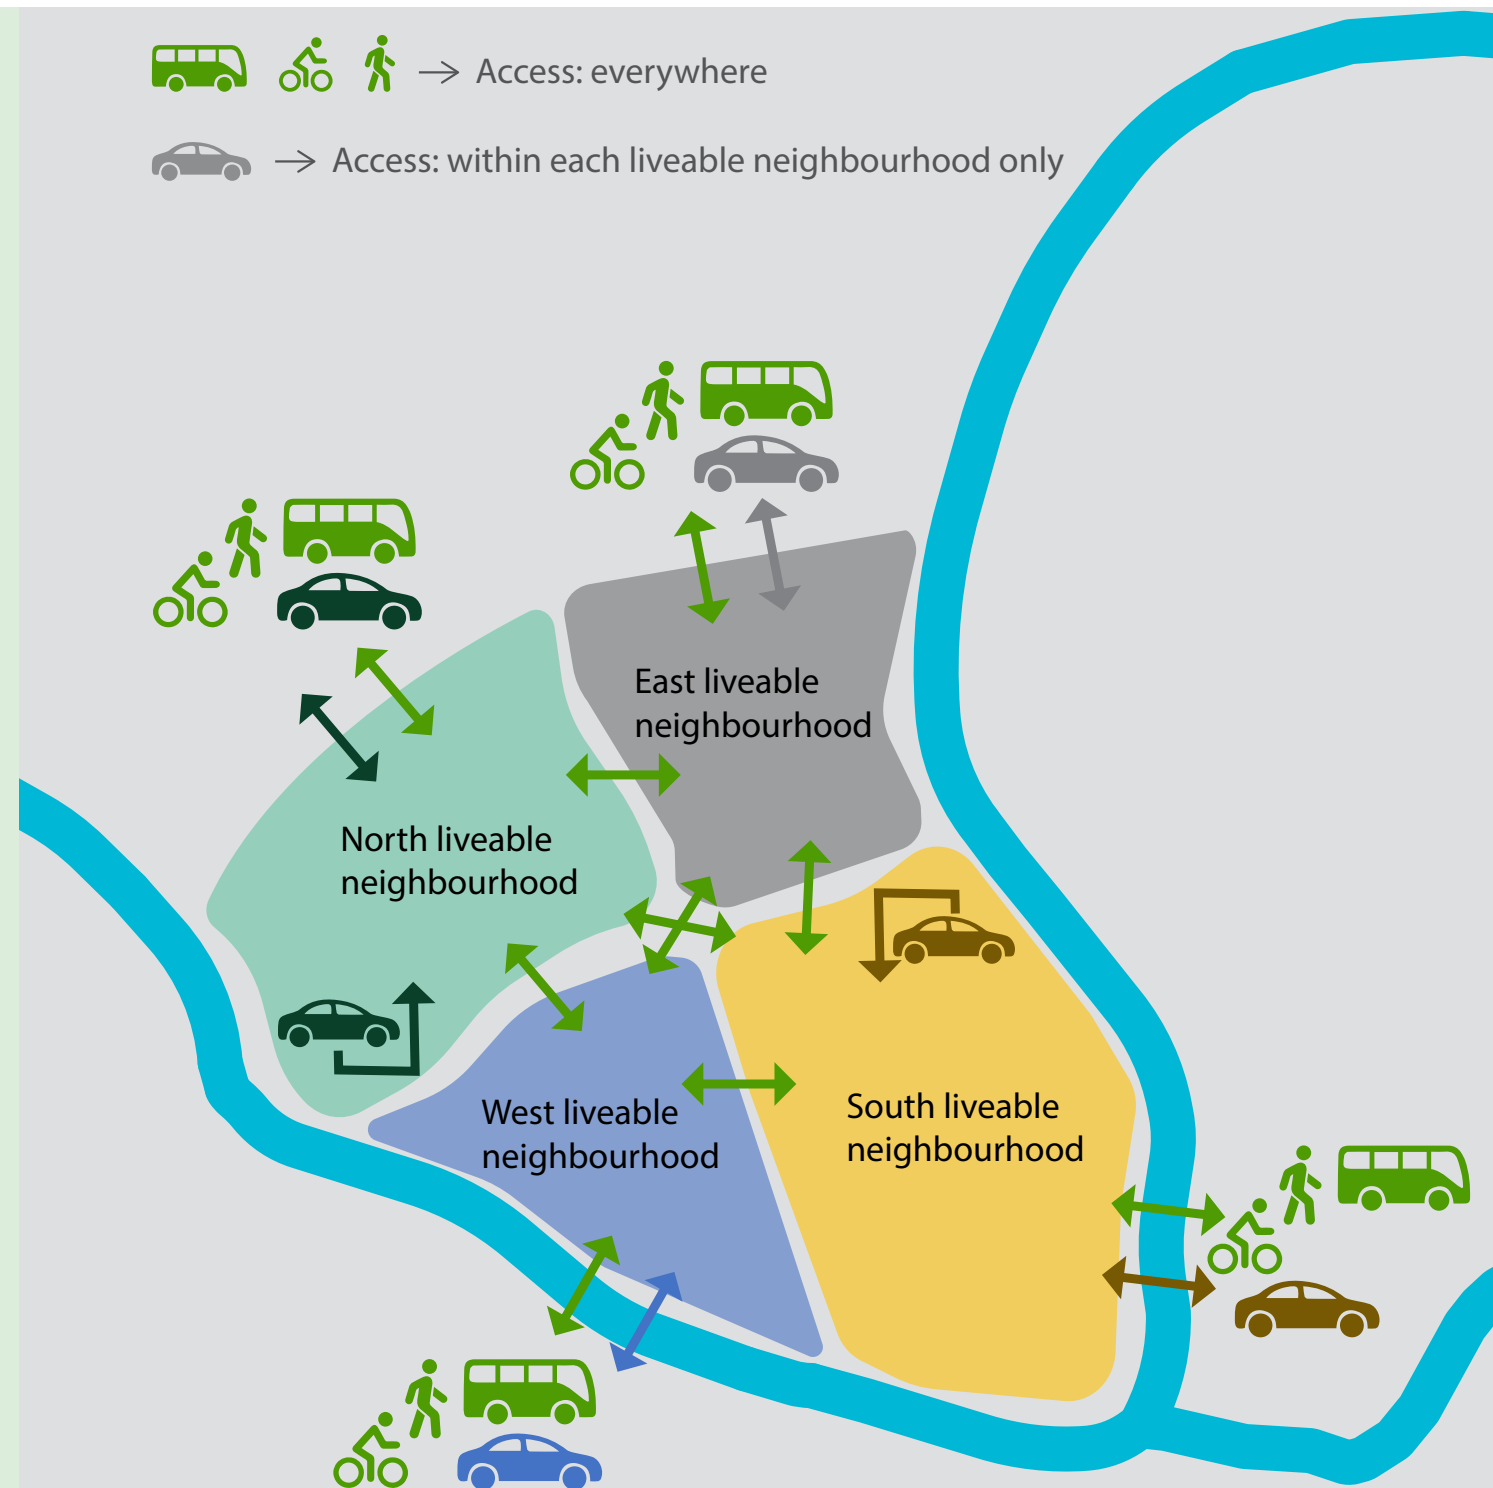 Access: everywhere
Access: within each liveable neighbourhood only
East liveable
neighbourhood
North liveable
neighbourhood
West liveable
neighbourhood
South liveable
neighbourhood